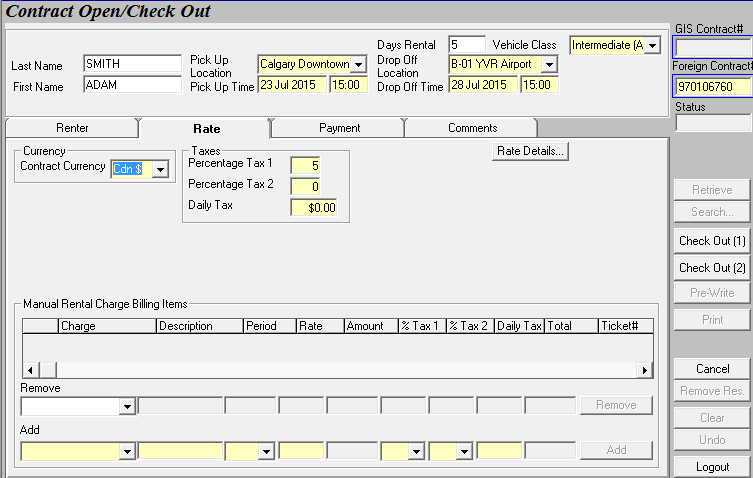 Contract Open/Check Out
GIS Contract#
Days Rental 5 Vehicle Class Intermediate (A
Last Name SMITH Pick Up Location Calgary Downtown Drop Off Location B-01 YVR Airport
Foreign Contract#
First Name ADAM Pick Up Time 23 Jul 2015 15:00 Drop Off Time 28 Jul 2015 15:00
970106760
Status
Renter Rate Payment Comments
Currency
Contract Currency Cdn $
Taxes
Percentage Tax 1 5
Percentage Tax 2 0
Daily Tax $0.00
Rate Details...
Retrieve
Search...
Check Out (1)
Check Out (2)
Pre-Write
Print
Manual Rental Charge Billing Items
Charge Description Period Rate Amount % Tax 1 % Tax 2 Daily Tax Total Ticket#
Remove
Remove
Add
Add
Cancel
Remove Res.
Clear
Undo
Logout